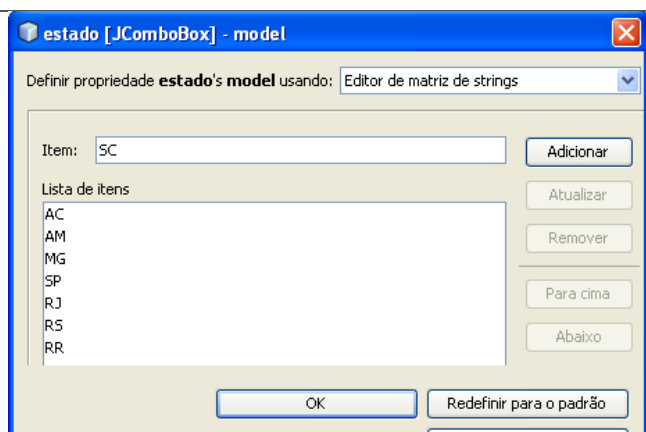 estado [JComboBox] - model
Definir propriedade estado's model usando: Editor de matriz de strings
Item: SC Adicionar
Lista de itens Atualizar
AC
AM Remover
MG
SP
RJ Para cima
RS
RR Abaixo
OK Redefinir para o padrão